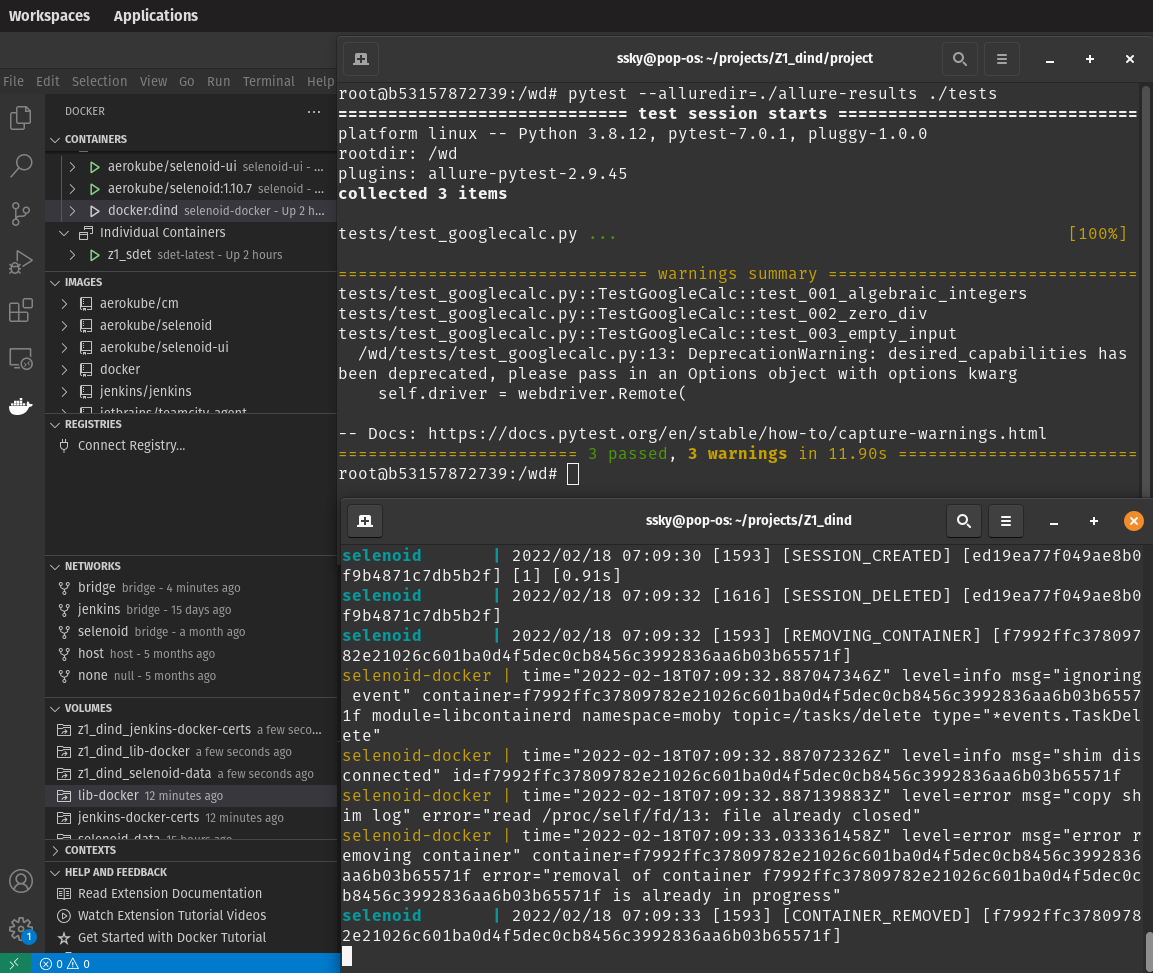 Workspaces Applications
File Edit Selection View Go Run Terminal Help
DOCKER
CONTAINERS
aerokube/selenoid-ui selenoid-ui - ...
aerokube/selenoid:1.10.7 selenoid - ...
docker:dind selenoid-docker - Up 2 h...
Individual Containers
z1_sdet sdet-latest - Up 2 hours
IMAGES
aerokube/cm
aerokube/selenoid
aerokube/selenoid-ui
docker
jenkins/jenkins
jetbrains/teamcity-agent
REGISTRIES
Connect Registry...
NETWORKS
bridge bridge - 4 minutes ago
jenkins bridge - 15 days ago
selenoid bridge - a month ago
host host - 5 months ago
none null - 5 months ago
VOLUMES
z1_dind_jenkins-docker-certs a few seco...
z1_dind_lib-docker a few seconds ago
z1_dind_selenoid-data a few seconds ago
lib-docker 12 minutes ago
jenkins-docker-certs 12 minutes ago
selenoid-data 15 hours ago
CONTEXTS
HELP AND FEEDBACK
Read Extension Documentation
Watch Extension Tutorial Videos
Get Started with Docker Tutorial
1
0 0
ssky@pop-os: ~/projects/Z1_dind/project
root@b53157872739:/wd# pytest --alluredir=./allure-results ./tests
============================= test session starts ==============================
platform linux -- Python 3.8.12, pytest-7.0.1, pluggy-1.0.0
rootdir: /wd
plugins: allure-pytest-2.9.45
collected 3 items
tests/test_googlecalc.py ... [100%]
=============================== warnings summary ===============================
tests/test_googlecalc.py::TestGoogleCalc::test_001_algebraic_integers
tests/test_googlecalc.py::TestGoogleCalc::test_002_zero_div
tests/test_googlecalc.py::TestGoogleCalc::test_003_empty_input
/wd/tests/test_googlecalc.py:13: DeprecationWarning: desired_capabilities has
been deprecated, please pass in an Options object with options kwarg
self.driver = webdriver.Remote(
-- Docs: https://docs.pytest.org/en/stable/how-to/capture-warnings.html
======================== 3 passed, 3 warnings in 11.90s ========================
root@b53157872739:/wd#
ssky@pop-os: ~/projects/Z1_dind
selenoid | 2022/02/18 07:09:30 [1593] [SESSION_CREATED] [ed19ea77f049ae8b0
f9b4871c7db5b2f] [1] [0.91s]
selenoid | 2022/02/18 07:09:32 [1616] [SESSION_DELETED] [ed19ea77f049ae8b0
f9b4871c7db5b2f]
selenoid | 2022/02/18 07:09:32 [1593] [REMOVING_CONTAINER] [f7992ffc378097
82e21026c601ba0d4f5dec0cb8456c3992836aa6b03b65571f]
selenoid-docker | time="2022-02-18T07:09:32.887047346Z" level=info msg="ignoring
event" container=f7992ffc37809782e21026c601ba0d4f5dec0cb8456c3992836aa6b03b6557
1f module=libcontainerd namespace=moby topic=/tasks/delete type="*events.TaskDel
ete"
selenoid-docker | time="2022-02-18T07:09:32.887072326Z" level=info msg="shim dis
connected" id=f7992ffc37809782e21026c601ba0d4f5dec0cb8456c3992836aa6b03b65571f
selenoid-docker | time="2022-02-18T07:09:32.887139883Z" level=error msg="copy sh
im log" error="read /proc/self/fd/13: file already closed"
selenoid-docker | time="2022-02-18T07:09:33.033361458Z" level=error msg="error r
emoving container" container=f7992ffc37809782e21026c601ba0d4f5dec0cb8456c3992836
aa6b03b65571f error="removal of container f7992ffc37809782e21026c601ba0d4f5dec0c
b8456c3992836aa6b03b65571f is already in progress"
selenoid | 2022/02/18 07:09:33 [1593] [CONTAINER_REMOVED] [f7992ffc3780978
2e21026c601ba0d4f5dec0cb8456c3992836aa6b03b65571f]